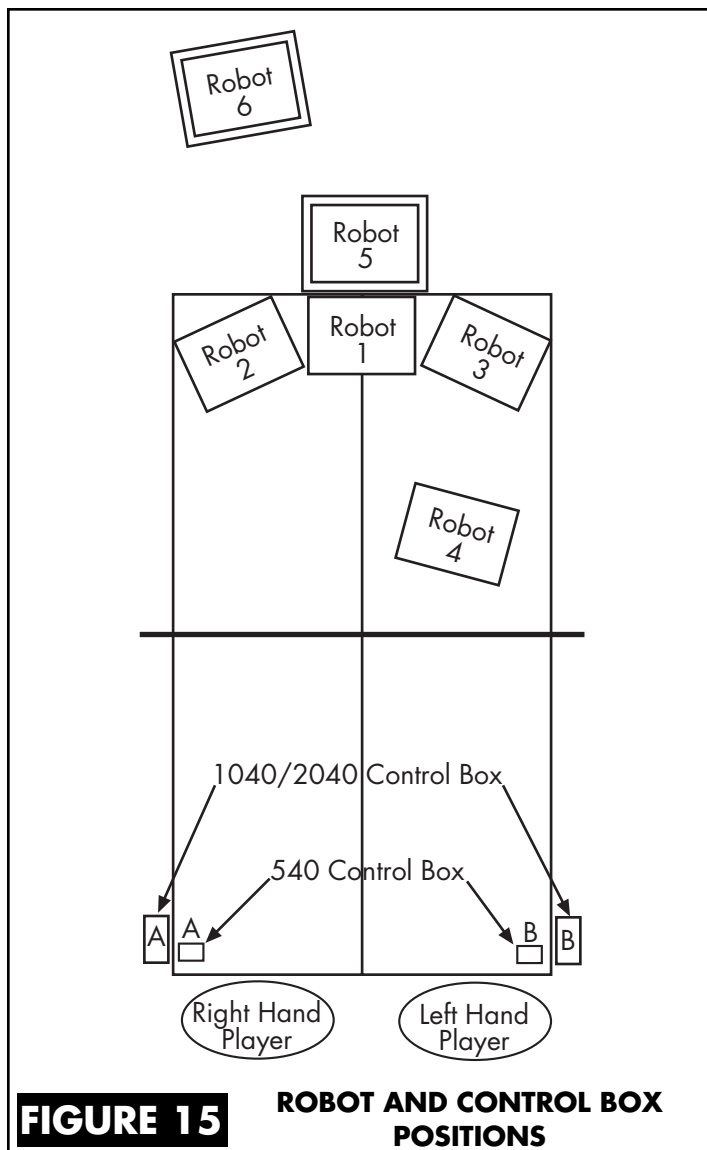 Robot
6
Robot
5
Robot
2
Robot
1
Robot
3
Robot
4
1040/2040 Control Box
540 Control Box
A
A
B
B
Right Hand
Player
Left Hand
Player
FIGURE 15
ROBOT AND CONTROL BOX
POSITIONS